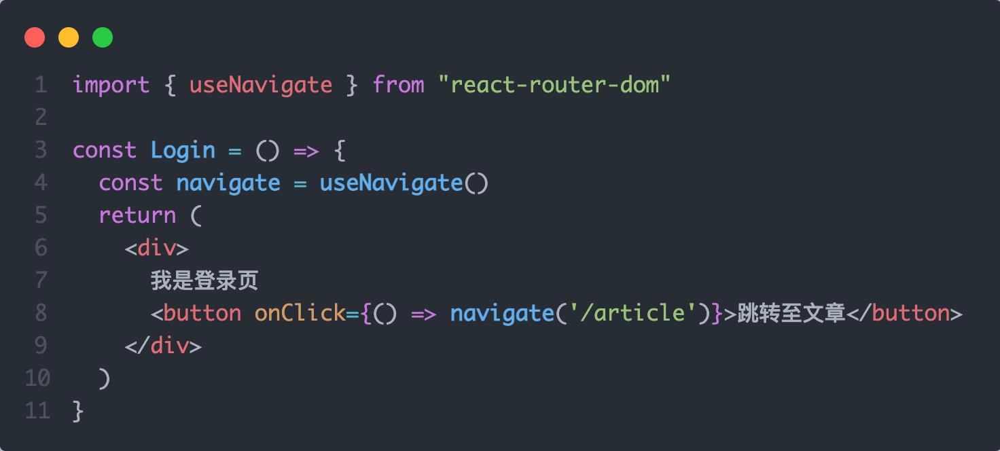 1 import { useNavigate } from "react-router-dom"
2
3 const Login = () => {
4   const navigate = useNavigate()
5   return (
6     <div>
7       我是登录页
8       <button onClick={() => navigate('/article')}>跳转至文章</button>
9     </div>
10   )
11 }